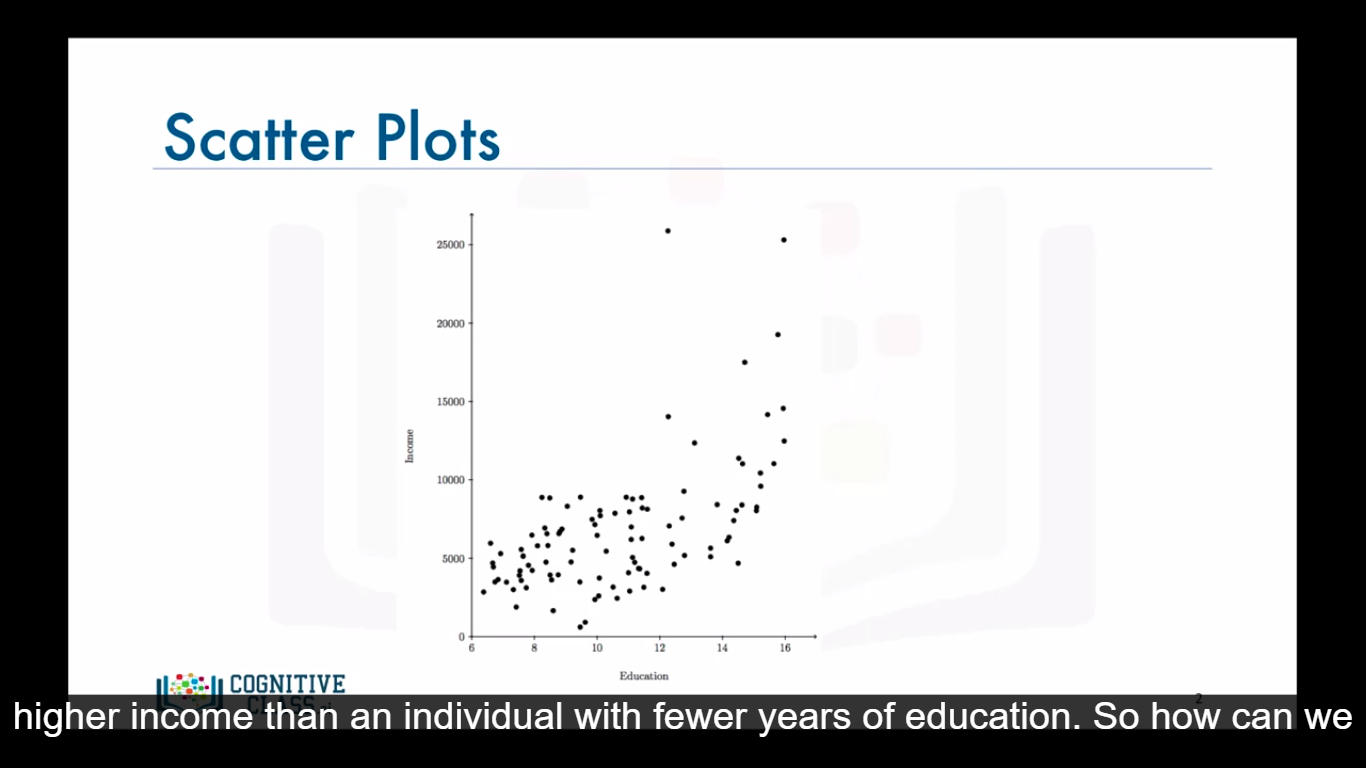 Scatter Plots
25000
20000
15000
Income
10000
5000
0
6 8 10 12 14 16
Education
COGNITIVE
2
higher income than an individual with fewer years of education. So how can we